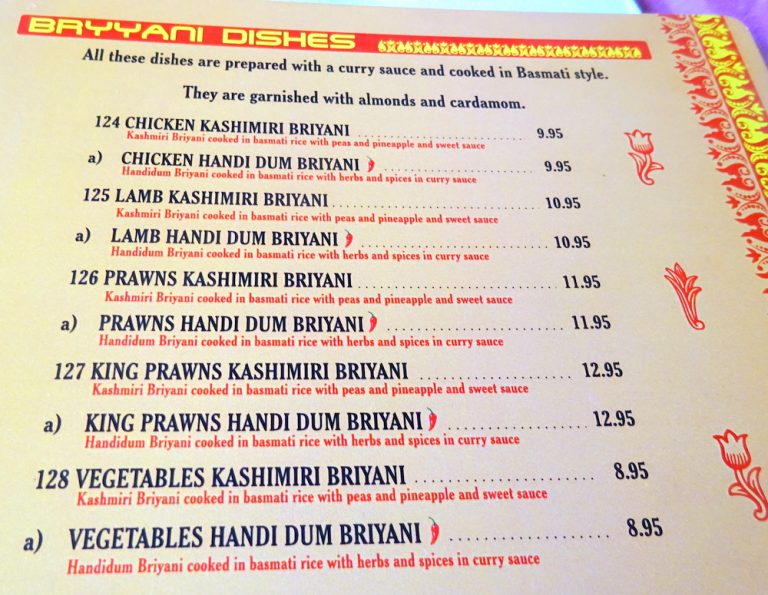 BRYYANI DISHES
All these dishes are prepared with a curry sauce and cooked in Basmati style.
They are garnished with almonds and cardamom.
124 CHICKEN KASHIMIRI BRIYANI 9.95
Kashmiri Briyani cooked in basmati rice with peas and pineapple and sweet sauce
a) CHICKEN HANDI DUM BRIYANI 9.95
Handidum Briyani cooked in basmati rice with herbs and spices in curry sauce
125 LAMB KASHIMIRI BRIYANI 10.95
Kashmiri Briyani cooked in basmati rice with peas and pineapple and sweet sauce
a) LAMB HANDI DUM BRIYANI 10.95
Handidum Briyani cooked in basmati rice with herbs and spices in curry sauce
126 PRAWNS KASHIMIRI BRIYANI 11.95
Kashmiri Briyani cooked in basmati rice with peas and pineapple and sweet sauce
a) PRAWNS HANDI DUM BRIYANI 11.95
Handidum Briyani cooked in basmati rice with herbs and spices in curry sauce
127 KING PRAWNS KASHIMIRI BRIYANI 12.95
Kashmiri Briyani cooked in basmati rice with peas and pineapple and sweet sauce
a) KING PRAWNS HANDI DUM BRIYANI 12.95
Handidum Briyani cooked in basmati rice with herbs and spices in curry sauce
128 VEGETABLES KASHIMIRI BRIYANI 8.95
Kashmiri Briyani cooked in basmati rice with peas and pineapple and sweet sauce
a) VEGETABLES HANDI DUM BRIYANI 8.95
Handidum Briyani cooked in basmati rice with herbs and spices in curry sauce